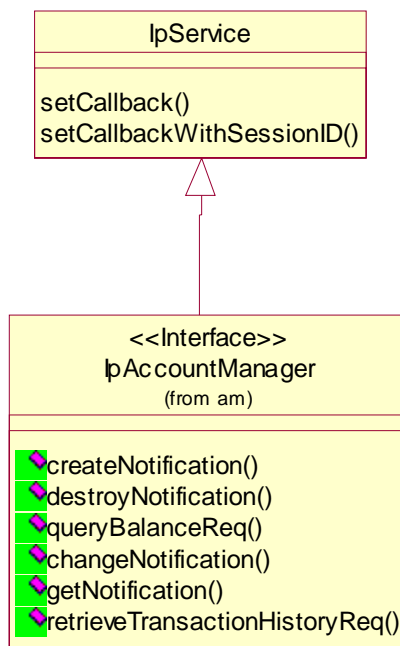 IpService
setCallback()
setCallbackWithSessionID()
<<Interface>>
IpAccountManager
(from am)
createNotification()
destroyNotification()
queryBalanceReq()
changeNotification()
getNotification()
retrieveTransactionHistoryReq()